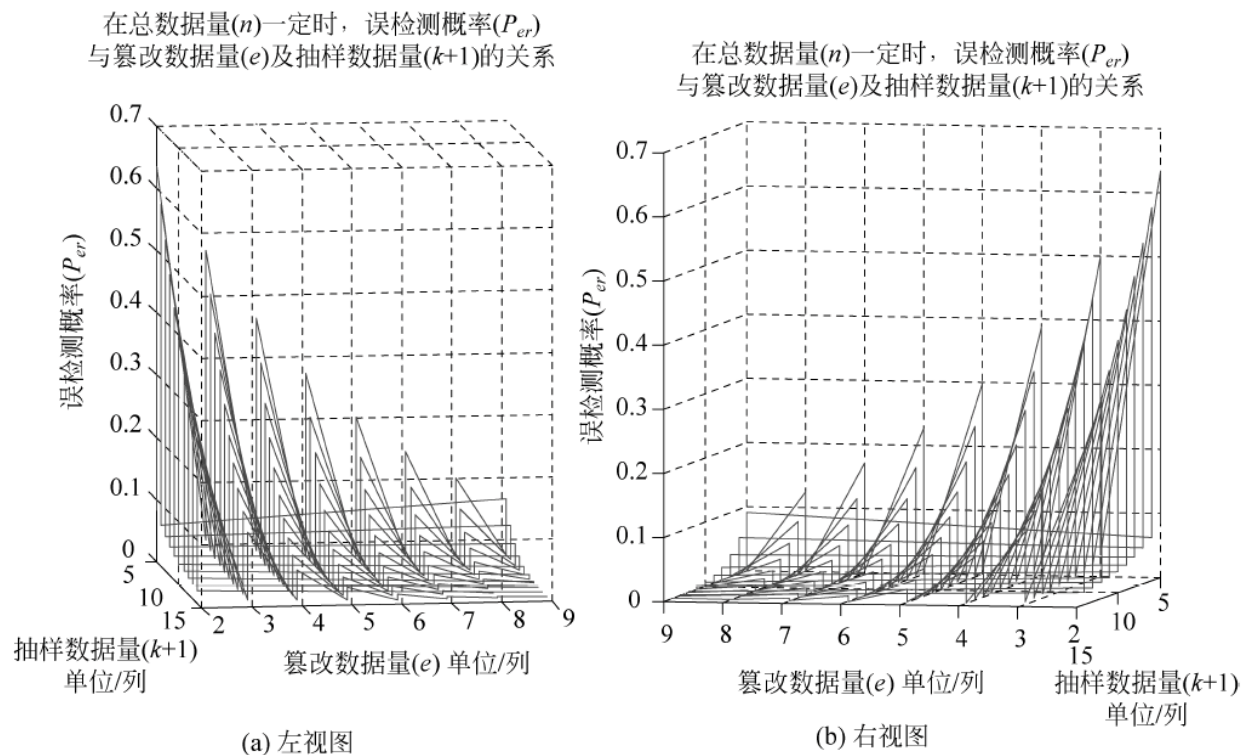 在总数据量(n)一定时，误检测概率(Per)
与篡改数据量(e)及抽样数据量(k+1)的关系
0.7
0.6
0.5
0.4
0.3
0.2
0.1
0
误检测概率(Per)
5
10
15
抽样数据量(k+1)
单位/列
2
3
4
5
6
7
8
9
篡改数据量(e) 单位/列
(a) 左视图
在总数据量(n)一定时，误检测概率(Per)
与篡改数据量(e)及抽样数据量(k+1)的关系
0.7
0.6
0.5
0.4
0.3
0.2
0.1
0
误检测概率(Per)
9
8
7
6
5
4
3
2
篡改数据量(e) 单位/列
15
10
5
抽样数据量(k+1)
单位/列
(b) 右视图